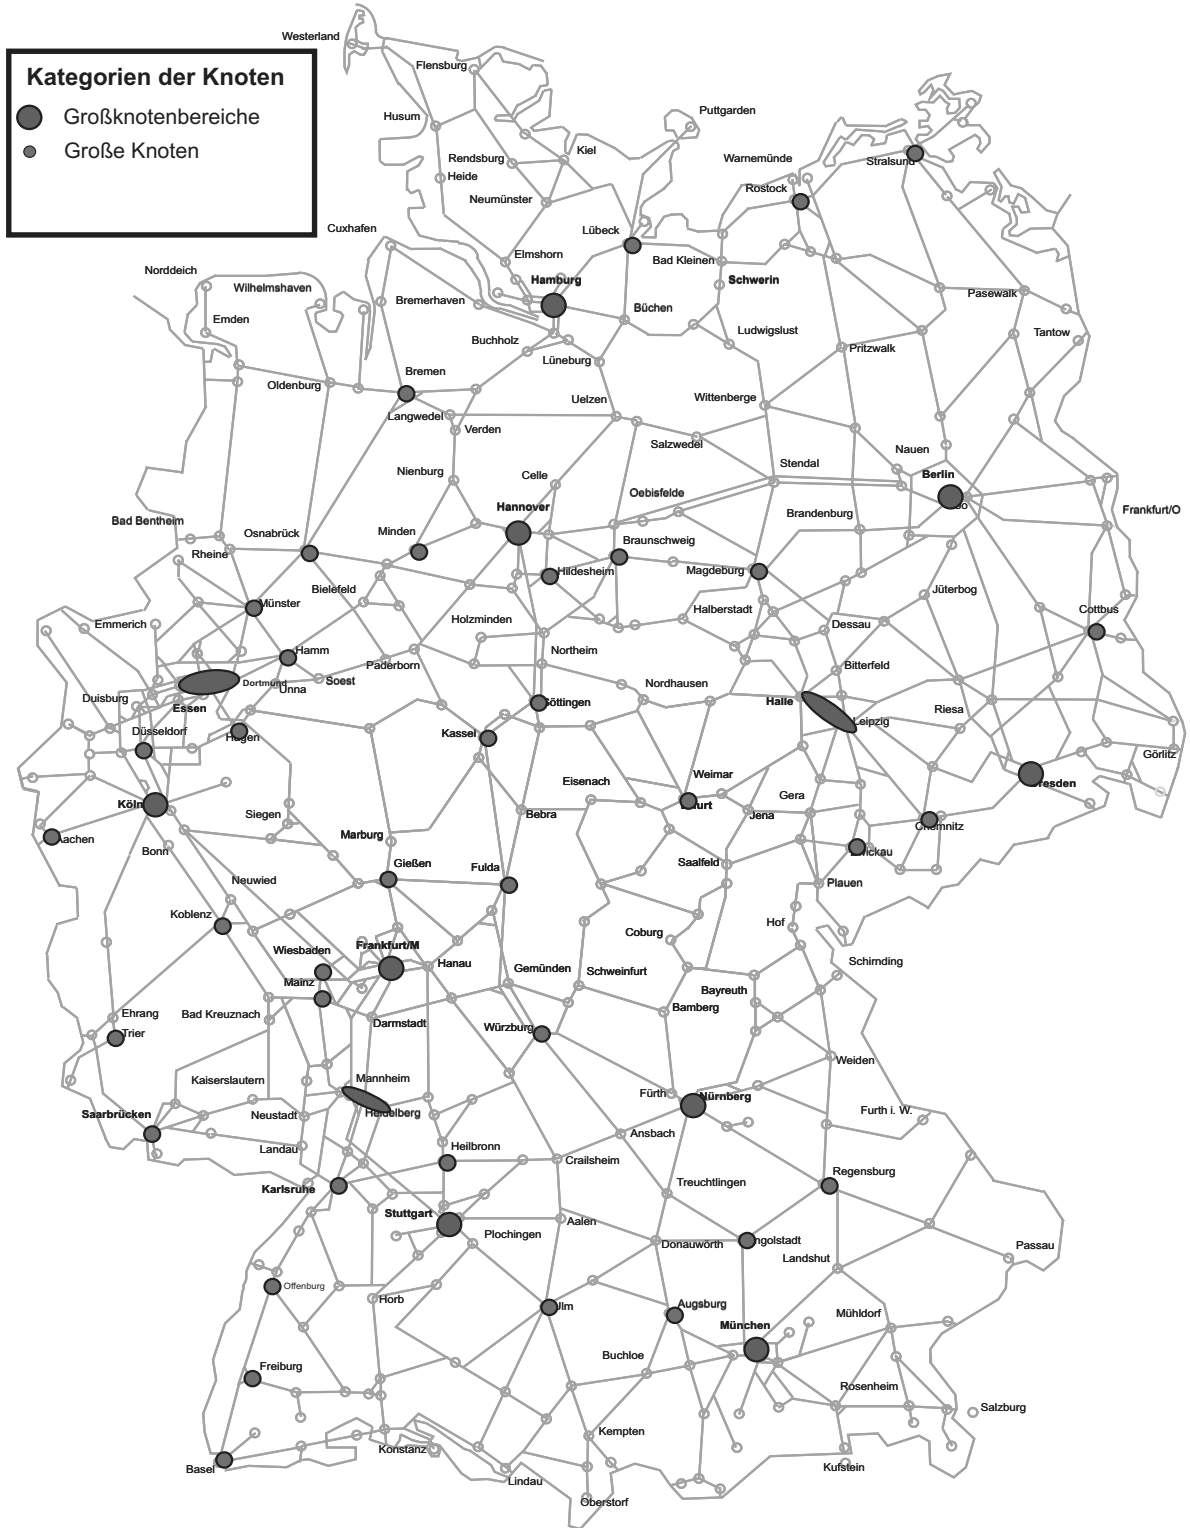 Westerland
Kategorien der Knoten
Großknotenbereiche
Große Knoten
Flensburg
Husum
Puttgarden
Rendsburg
Kiel
Warnemünde
Stralsund
Heide
Neumünster
Rostock
Cuxhafen
Lübeck
Elmshorn
Bad Kleinen
Norddeich
Hamburg
Schwerin
Wilhelmshaven
Bremerhaven
Büchen
Pasewalk
Emden
Buchholz
Ludwigslust
Tantow
Lüneburg
Pritzwalk
Oldenburg
Bremen
Langwedel
Uelzen
Wittenberge
Verden
Salzwedel
Nauen
Nienburg
Celle
Stendal
Berlin
Oebisfelde
Hannover
Brandenburg
Frankfurt/O
Bad Bentheim
Osnabrück
Minden
Braunschweig
Rheine
Hildesheim
Magdeburg
Bielefeld
Jüterbog
Münster
Halberstadt
Cottbus
Emmerich
Holzminden
Dessau
Hamm
Northeim
Paderborn
Bitterfeld
Soest
Dortmund
Unna
Nordhausen
Duisburg
Essen
Göttingen
Halle
Riesa
Düsseldorf
Leipzig
Hagen
Kassel
Görlitz
Weimar
Eisenach
Dresden
Köln
Erfurt
Gera
Siegen
Bebra
Jena
Chemnitz
Aachen
Marburg
Bonn
Zwickau
Gießen
Fulda
Saalfeld
Neuwied
Plauen
Koblenz
Hof
Coburg
Wiesbaden
Frankfurt/M
Hanau
Schirnding
Gemünden
Schweinfurt
Mainz
Bayreuth
Ehrang
Bad Kreuznach
Bamberg
Darmstadt
Trier
Würzburg
Weiden
Kaiserslautern
Mannheim
Fürth
Nürnberg
Saarbrücken
Neustadt
Heidelberg
Furth i. W.
Ansbach
Landau
Heilbronn
Crailsheim
Karlsruhe
Treuchtlingen
Regensburg
Stuttgart
Aalen
Plochingen
Donauwörth
Ingolstadt
Passau
Landshut
Offenburg
Horb
Ulm
Augsburg
Mühldorf
München
Freiburg
Buchloe
Rosenheim
Salzburg
Kempten
Konstanz
Basel
Kufstein
Lindau
Oberstorf